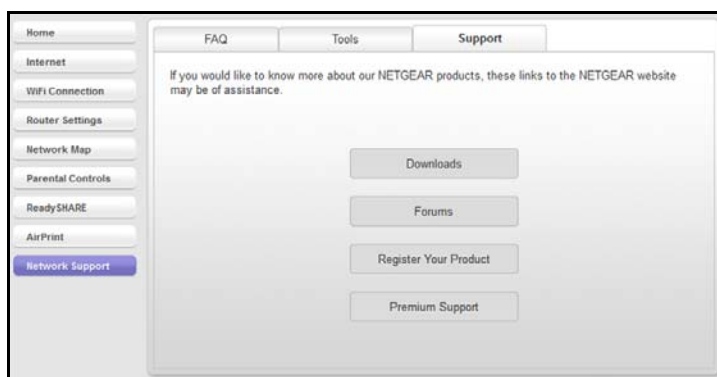 Home
Internet
WiFi Connection
Router Settings
Network Map
Parental Controls
ReadySHARE
AirPrint
Network Support
FAQ
Tools
Support
If you would like to know more about our NETGEAR products, these links to the NETGEAR website
may be of assistance.
Downloads
Forums
Register Your Product
Premium Support